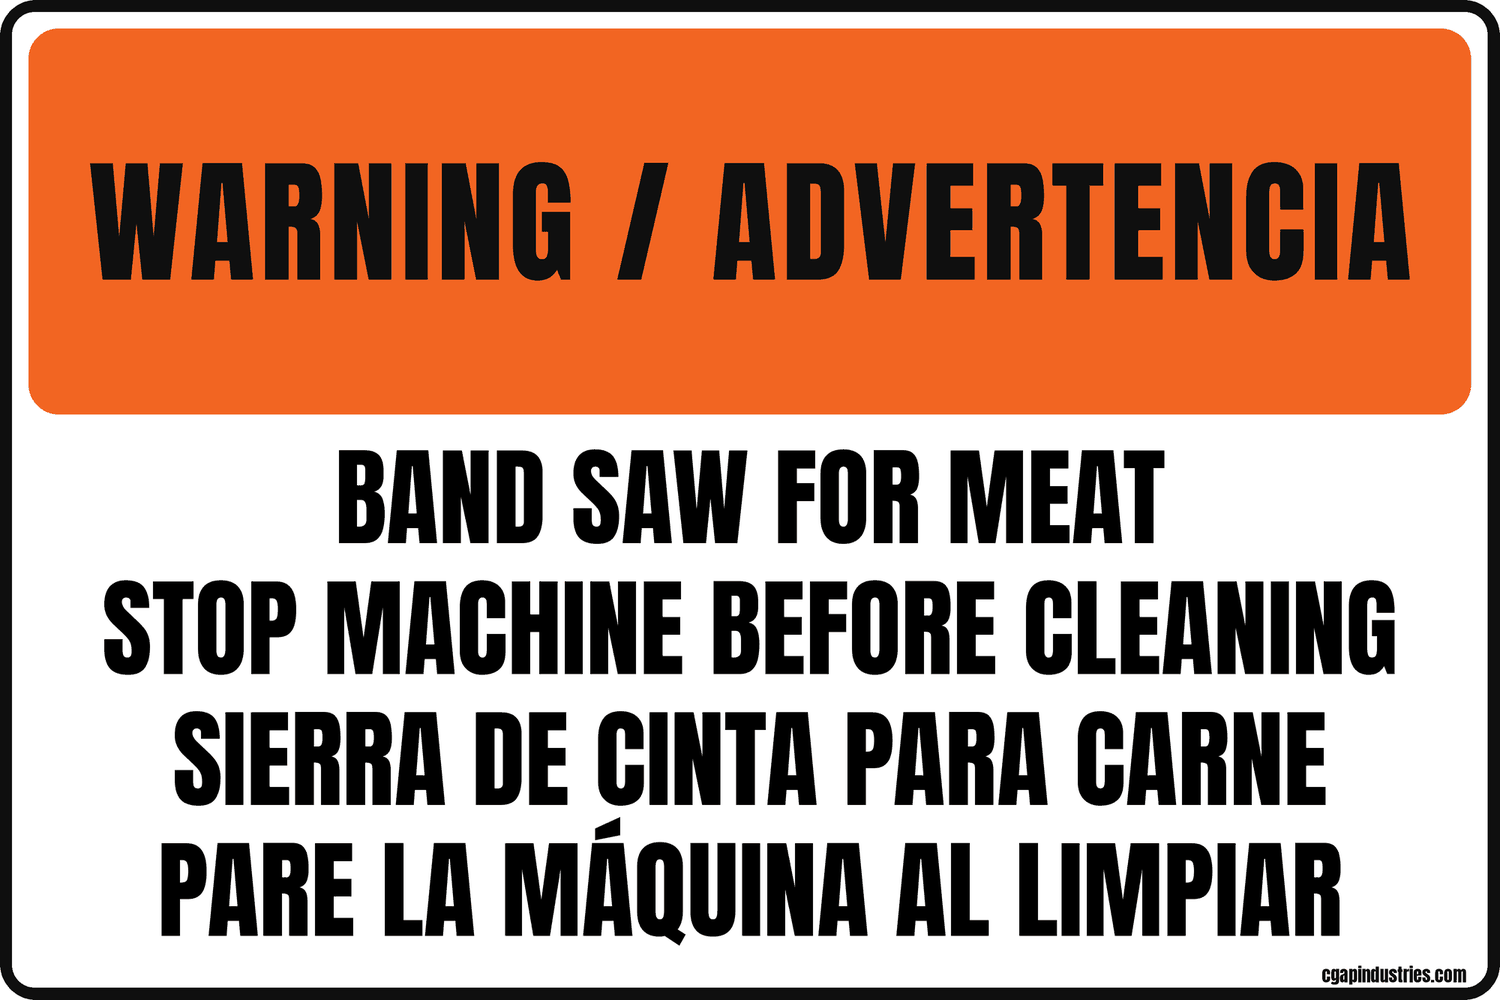 WARNING / ADVERTENCIA
BAND SAW FOR MEAT
STOP MACHINE BEFORE CLEANING
SIERRA DE CINTA PARA CARNE
PARE LA MÁQUINA AL LIMPIAR
cgapindustries.com